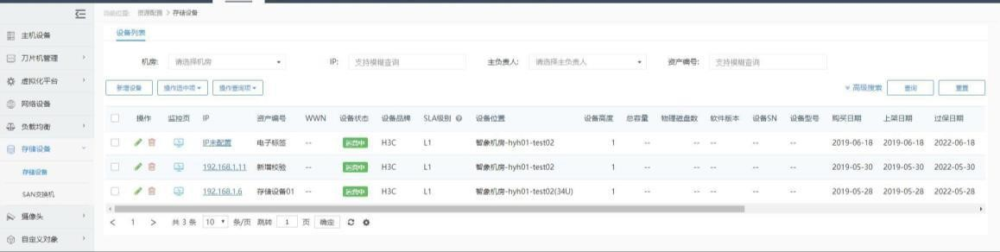 当前位置: 资源配置 > 存储设备
主机设备
刀片机管理
虚拟化平台
网络设备
负载均衡
存储设备
存储设备
SAN交换机
摄像头
自定义对象
设备列表
机房: 请选择机房 IP: 支持模糊查询 主负责人: 请选择主负责人 资产编号: 支持模糊查询
新增设备 操作选中项 操作查询项 高级搜索 查询 重置
操作 监控页 IP 资产编号 WWN 设备状态 设备品牌 SLA级别 设备位置 设备高度 总容量 物理磁盘数 软件版本 设备SN 设备型号 购买日期 上架日期 过保日期
IP未配置 电子标签 -- 运营中 H3C L1 智象机房-hyh01-test02 1 -- -- -- -- -- 2019-06-18 2019-06-18 2022-06-18
192.168.1.11 新增校验 -- 运营中 H3C L1 智象机房-hyh01-test02 1 -- -- -- -- -- 2019-05-30 2019-05-30 2022-05-30
192.168.1.6 存储设备01 -- 运营中 H3C L1 智象机房-hyh01-test02(34U) 1 -- -- -- -- -- 2019-05-28 2019-05-28 2022-05-28
< 1 > 共 3 条 10 条/页 跳转 1 页 确定